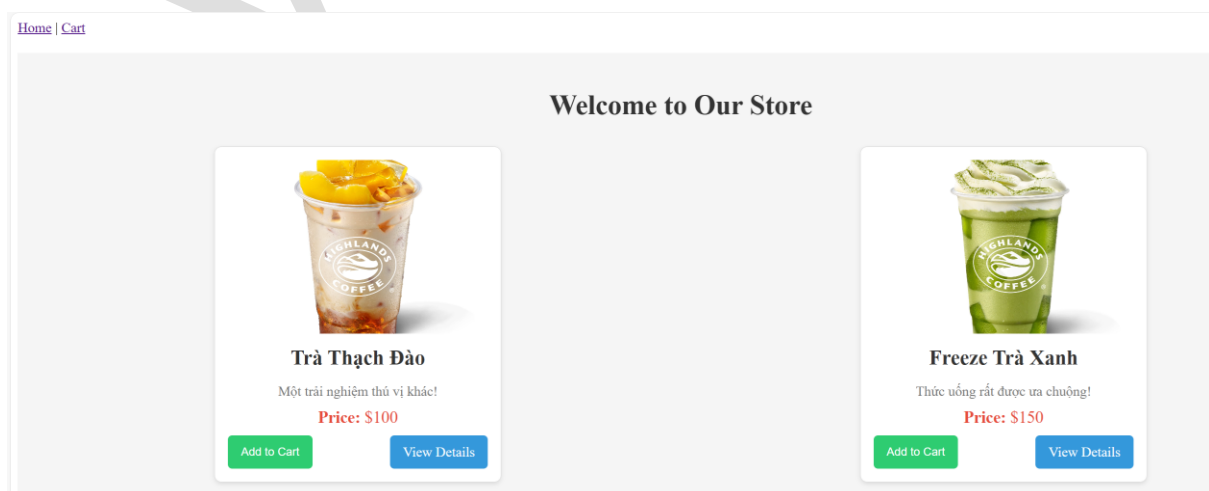 Home | Cart
Welcome to Our Store
HIGHLANDS COFFEE
Trà Thạch Đào
Một trải nghiệm thú vị khác!
Price: $100
Add to Cart View Details
HIGHLANDS COFFEE
Freeze Trà Xanh
Thức uống rất được ưa chuộng!
Price: $150
Add to Cart View Details